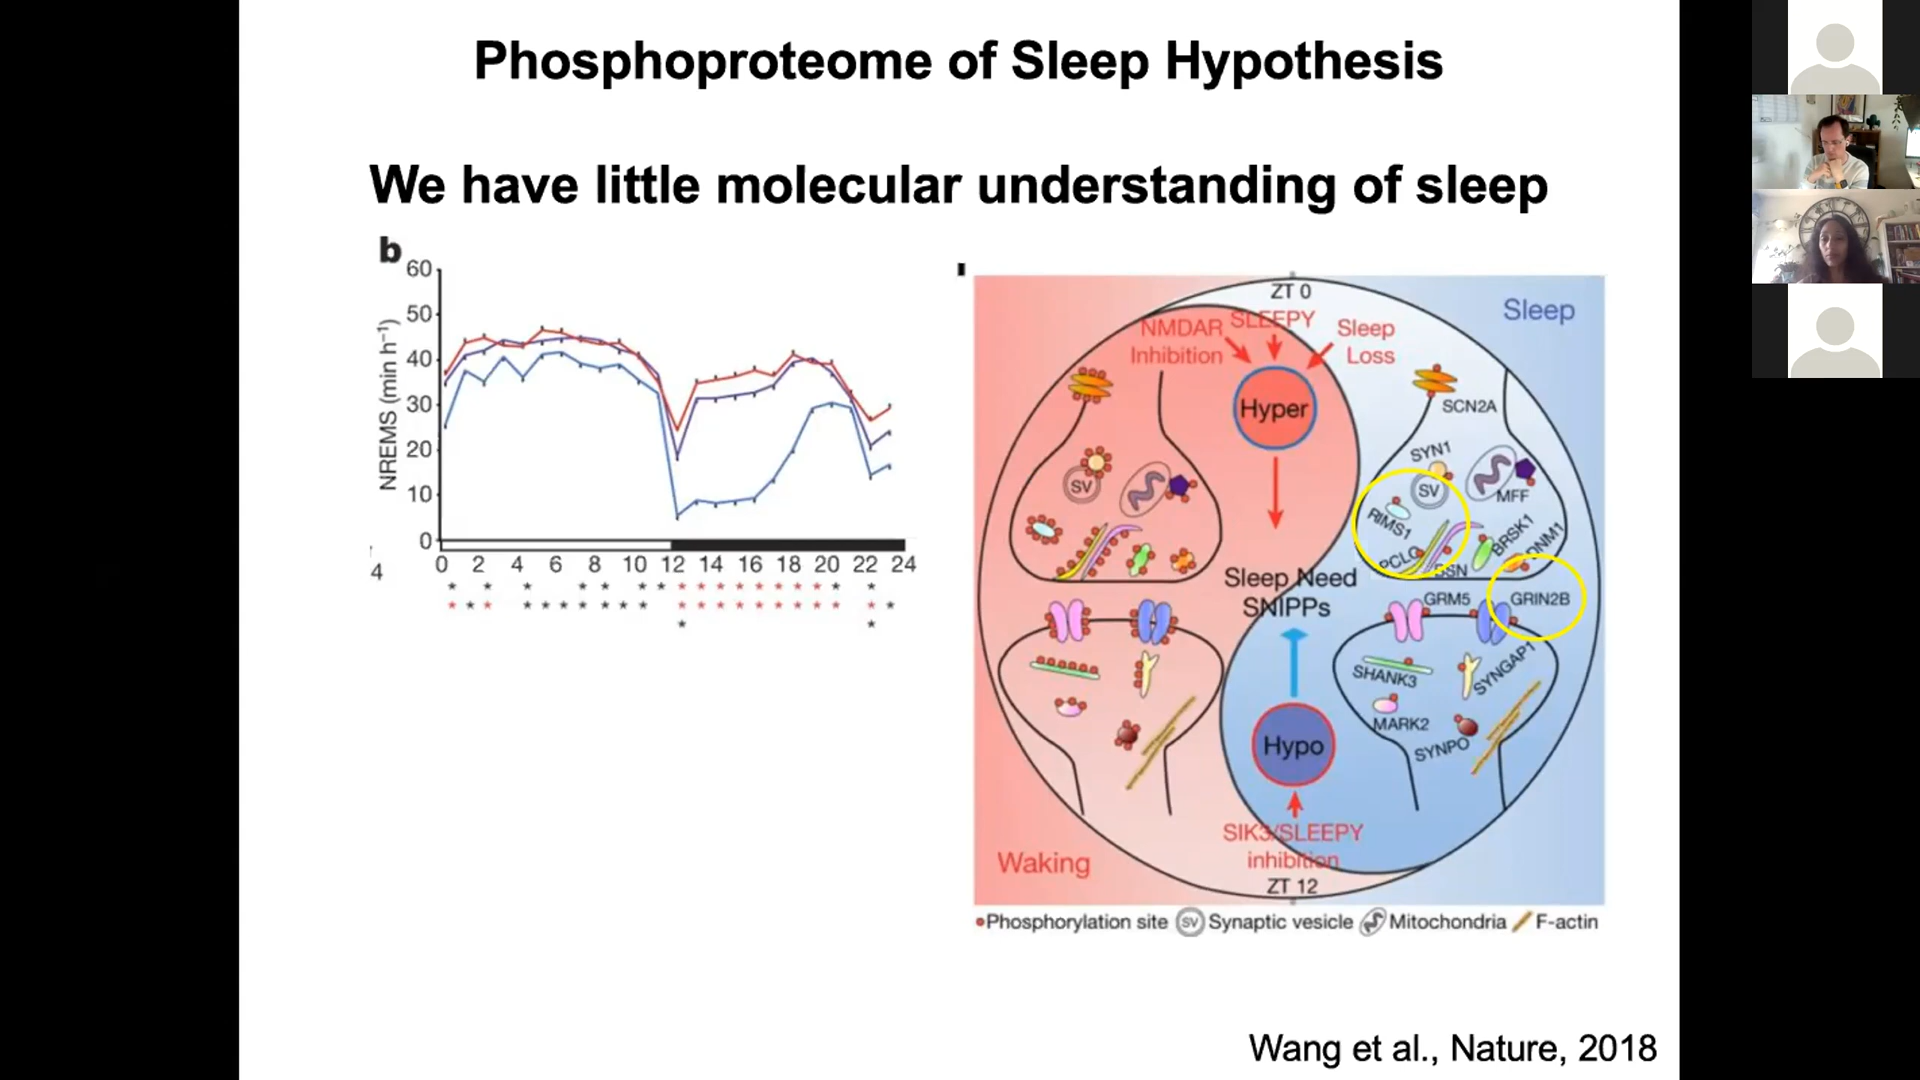 Phosphoproteome of Sleep Hypothesis
We have little molecular understanding of sleep
b
NREMS (min h⁻¹)
60
50
40
30
20
10
0
0 2 4 6 8 10 12 14 16 18 20 22 24
4
* * * * * * * * * * * * * * * * * *
* * * * * * * * * * * * * * * * * * * *
* *
ZT 0
Sleep
NMDAR Inhibition
SLEEPY
Sleep Loss
Hyper
SCN2A
SYN1
SV
SV
MFF
RIMS1
BRSK1
DNM1
PCLO
BSN
Sleep Need
SNIPPs
GRM5
GRIN2B
SHANK3
SYNGAP1
MARK2
SYNPO
Hypo
SIK3/SLEEPY
inhibition
Waking
ZT 12
Phosphorylation site SV Synaptic vesicle Mitochondria F-actin
Wang et al., Nature, 2018